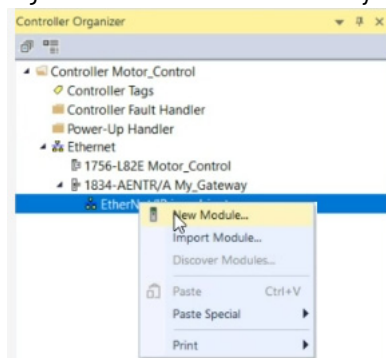 Controller Organizer
Controller Motor_Control
Controller Tags
Controller Fault Handler
Power-Up Handler
Ethernet
1756-L82E Motor_Control
1834-AENTR/A My_Gateway
New Module...
Import Module...
Discover Modules...
Paste Ctrl+V
Paste Special
Print